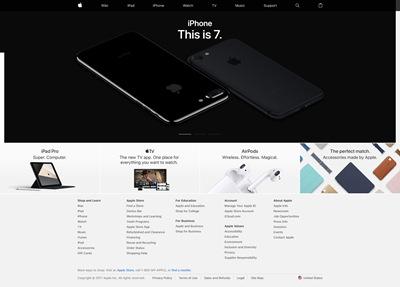 Mac
iPad
iPhone
Watch
TV
Music
Support
iPhone
This is 7.
iPad Pro
Super. Computer.
TV
The new TV app. One place for
everything you want to watch.
AirPods
Wireless. Effortless. Magical.
The perfect match.
Accessories made by Apple.
Shop and Learn
Mac
iPad
iPhone
Watch
TV
Music
iTunes
iPod
Accessories
Gift Cards
Apple Store
Find a Store
Genius Bar
Workshops and Learning
Youth Programs
Apple Store App
Refurbished and Clearance
Financing
Reuse and Recycling
Order Status
Shopping Help
For Education
Apple and Education
Shop for College
For Business
Apple and Business
Shop for Business
Account
Manage Your Apple ID
Apple Store Account
iCloud.com
Apple Values
Accessibility
Education
Environment
Inclusion and Diversity
Privacy
Supplier Responsibility
About Apple
Apple Info
Newsroom
Job Opportunities
Press Info
Investors
Events
Contact Apple
More ways to shop: Visit an Apple Store, call 1-800-MY-APPLE, or find a reseller.
Copyright © 2017 Apple Inc. All rights reserved.
Privacy Policy
Terms of Use
Sales and Refunds
Legal
Site Map
United States